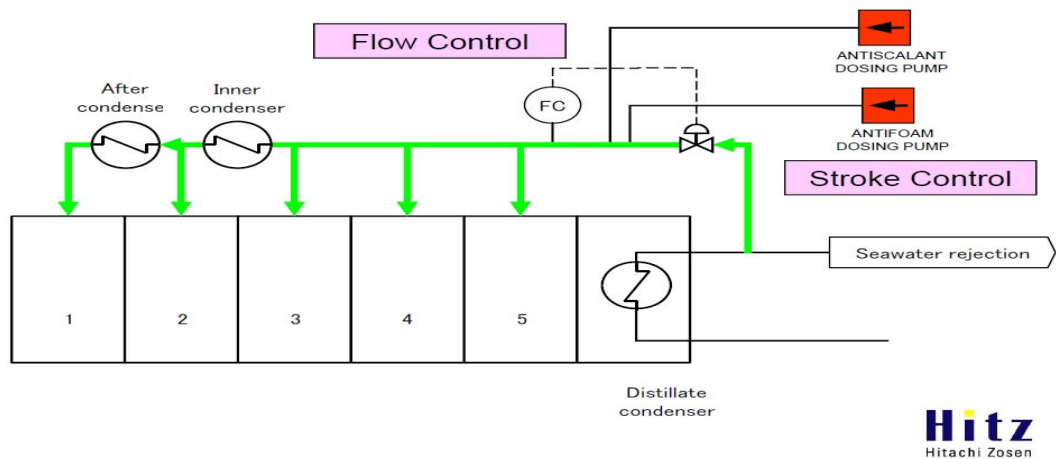 Flow Control
ANTISCALANT
DOSING PUMP
After
condense
Inner
condenser
FC
ANTIFOAM
DOSING PUMP
Stroke Control
Seawater rejection
1
2
3
4
5
Distillate
condenser
Hitz
Hitachi Zosen